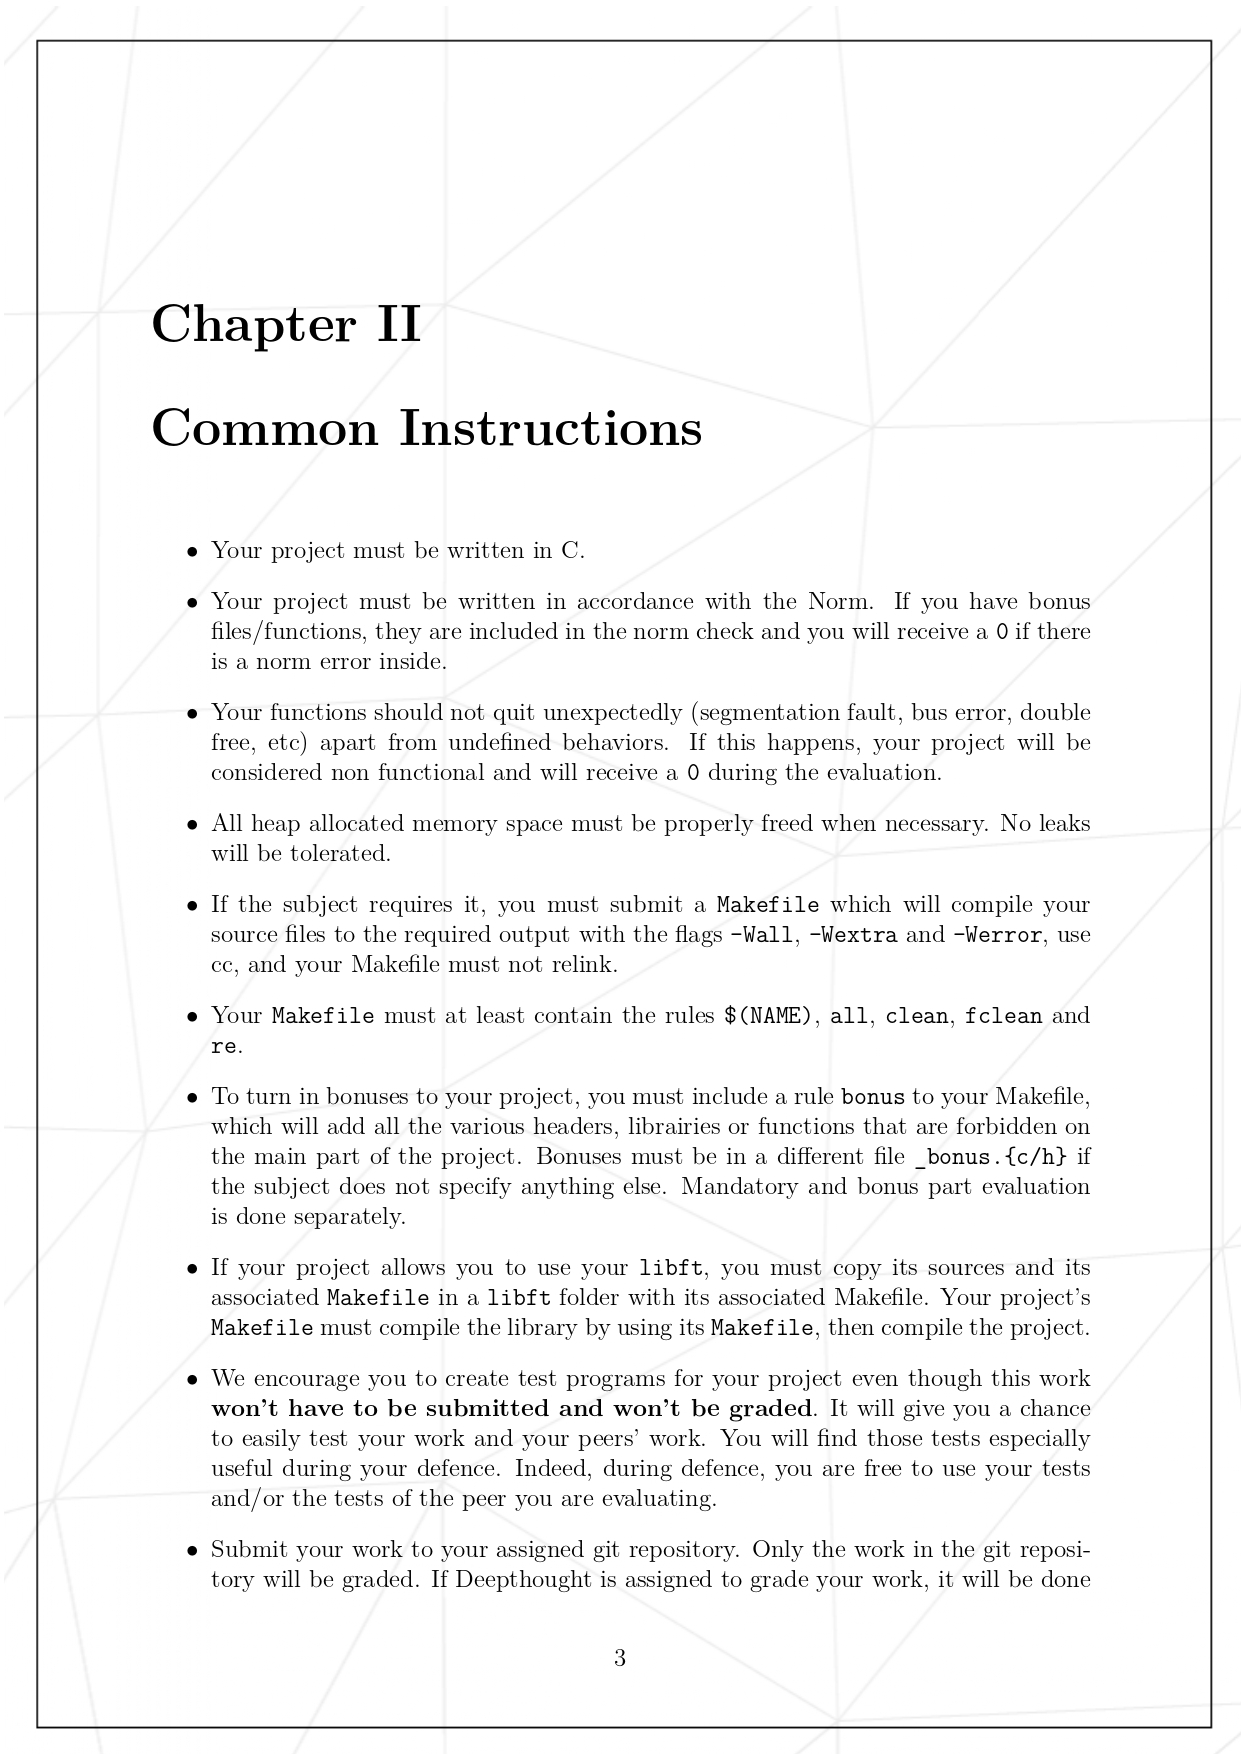 Chapter II
Common Instructions
• Your project must be written in C.
• Your project must be written in accordance with the Norm. If you have bonus
files/functions, they are included in the norm check and you will receive a 0 if there
is a norm error inside.
• Your functions should not quit unexpectedly (segmentation fault, bus error, double
free, etc) apart from undefined behaviors. If this happens, your project will be
considered non functional and will receive a 0 during the evaluation.
• All heap allocated memory space must be properly freed when necessary. No leaks
will be tolerated.
• If the subject requires it, you must submit a Makefile which will compile your
source files to the required output with the flags -Wall, -Wextra and -Werror, use
cc, and your Makefile must not relink.
• Your Makefile must at least contain the rules $(NAME), all, clean, fclean and
re.
• To turn in bonuses to your project, you must include a rule bonus to your Makefile,
which will add all the various headers, librairies or functions that are forbidden on
the main part of the project. Bonuses must be in a different file _bonus.{c/h} if
the subject does not specify anything else. Mandatory and bonus part evaluation
is done separately.
• If your project allows you to use your libft, you must copy its sources and its
associated Makefile in a libft folder with its associated Makefile. Your project's
Makefile must compile the library by using its Makefile, then compile the project.
• We encourage you to create test programs for your project even though this work
won't have to be submitted and won't be graded. It will give you a chance
to easily test your work and your peers' work. You will find those tests especially
useful during your defence. Indeed, during defence, you are free to use your tests
and/or the tests of the peer you are evaluating.
• Submit your work to your assigned git repository. Only the work in the git reposi-
tory will be graded. If Deepthought is assigned to grade your work, it will be done
3